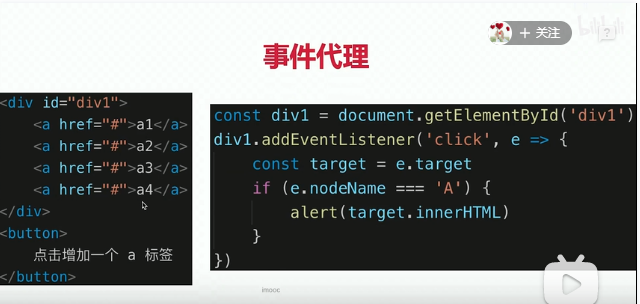 + 关注
bilibili
?
事件代理
<div id="div1">
    <a href="#">a1</a>
    <a href="#">a2</a>
    <a href="#">a3</a>
    <a href="#">a4</a>
</div>
<button>
    点击增加一个 a 标签
</button>
const div1 = document.getElementById('div1')
div1.addEventListener('click', e => {
    const target = e.target
    if (e.nodeName === 'A') {
        alert(target.innerHTML)
    }
})
imooc